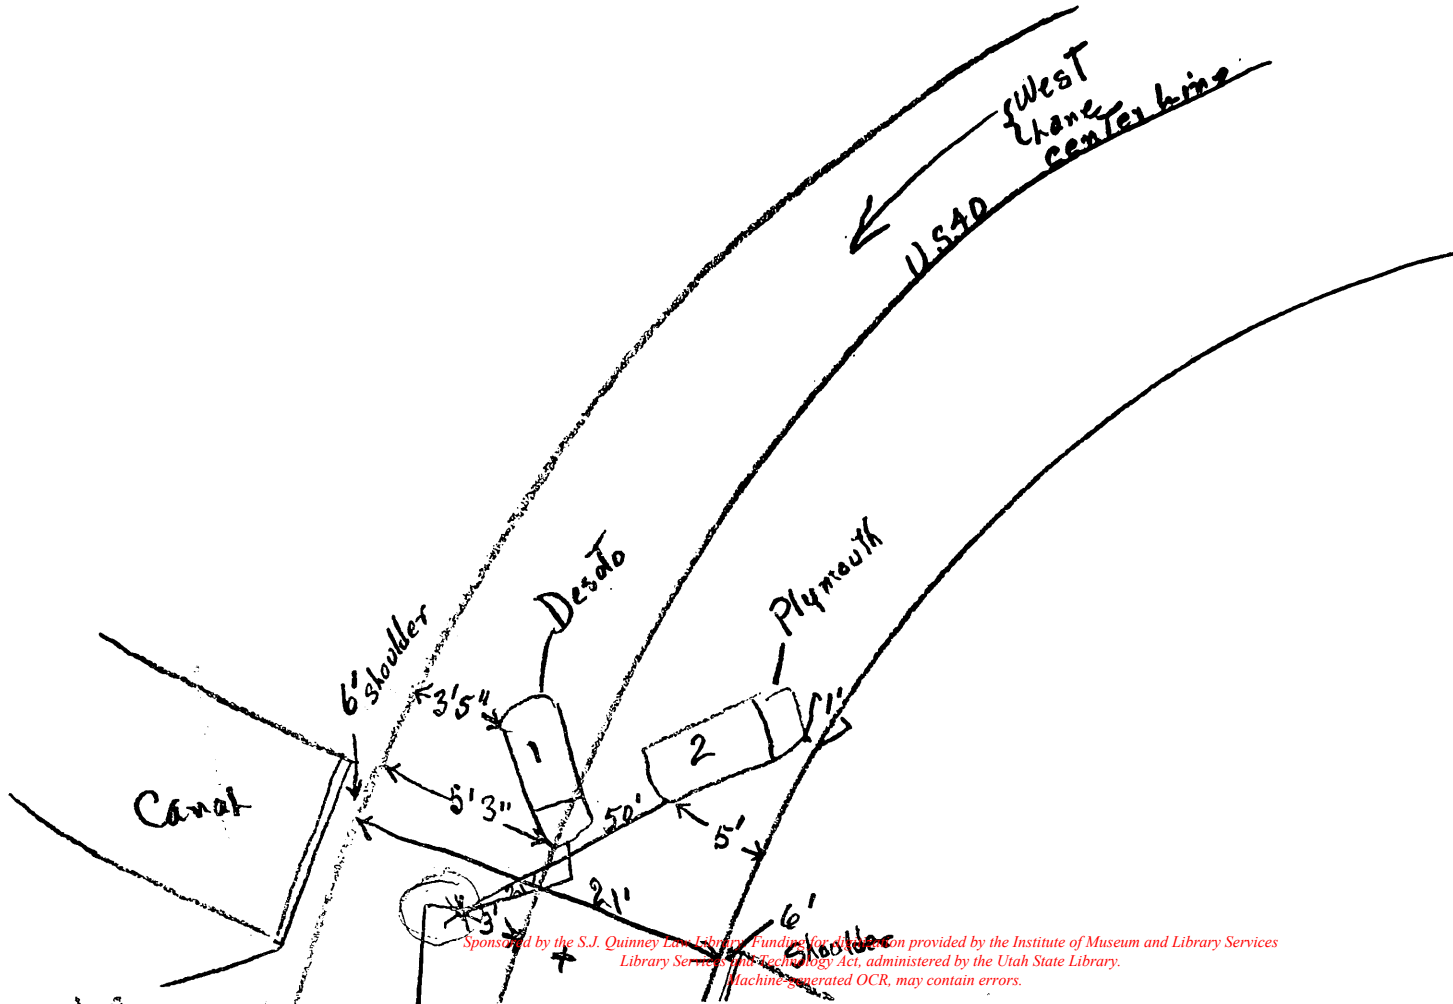 West
Lane
center Line
US40
Desoto
Plymouth
6' shoulder
3'5"
1
2
1'
Canal
5'3"
50'
5'
21'
3'
6'
shoulder
Sponsored by the S.J. Quinney Law Library. Funding for digitization provided by the Institute of Museum and Library Services
Library Services and Technology Act, administered by the Utah State Library.
Machine-generated OCR, may contain errors.